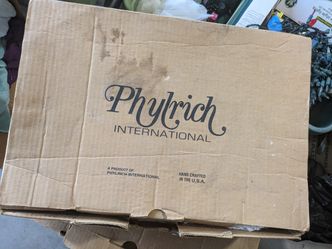 Phylrich
INTERNATIONAL
A PRODUCT OF
PHYLRICH INTERNATIONAL
HAND CRAFTED
IN THE U.S.A.